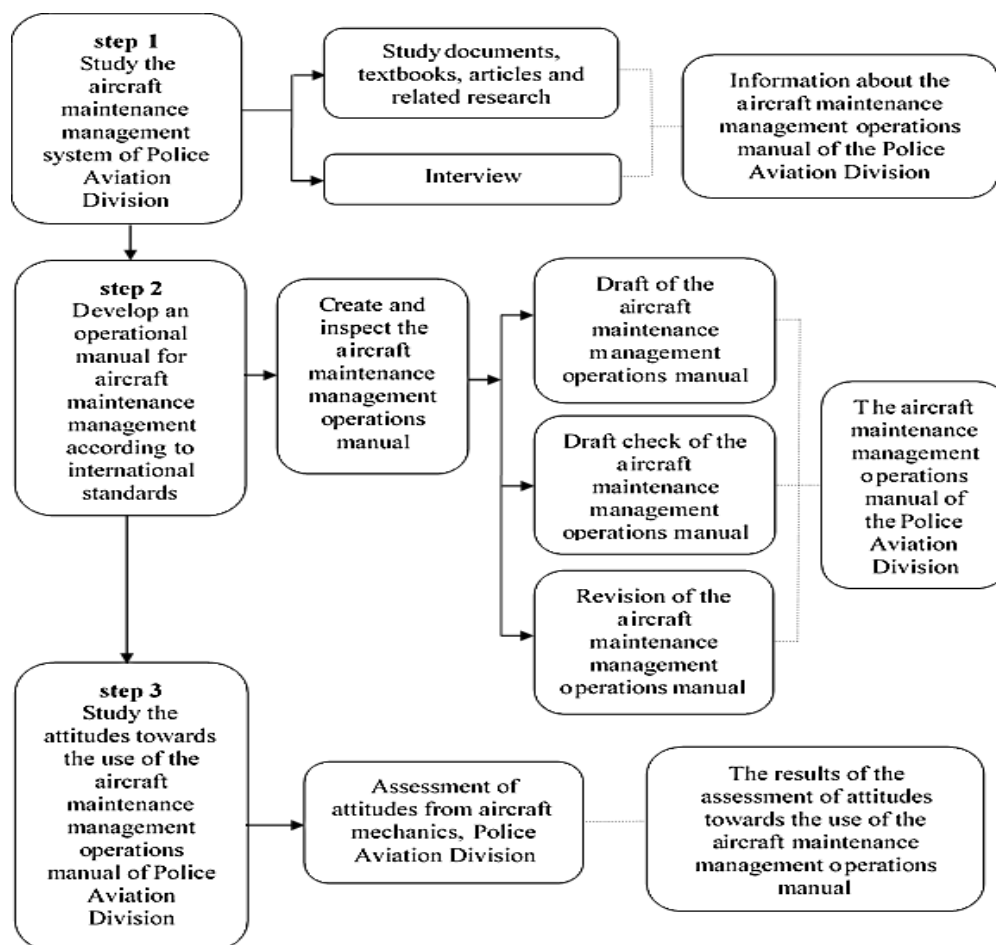 step 1
Study the
aircraft
maintenance
management
system of Police
Aviation
Division
Study documents,
textbooks, articles and
related research
Interview
Information about the
aircraft maintenance
management operations
manual of the Police
Aviation Division
step 2
Develop an
operational
manual for
aircraft
maintenance
management
according to
international
standards
Create and
inspect the
aircraft
maintenance
management
operations
manual
Draft of the
aircraft
maintenance
management
operations manual
Draft check of the
aircraft
maintenance
management
operations manual
Revision of the
aircraft
maintenance
management
operations manual
The aircraft
maintenance
management
operations
manual of
the Police
Aviation
Division
step 3
Study the
attitudes towards
the use of the
aircraft
maintenance
management
operations
manual of Police
Aviation
Division
Assessment of
attitudes from aircraft
mechanics, Police
Aviation Division
The results of the
assessment of attitudes
towards the use of the
aircraft maintenance
management operations
manual